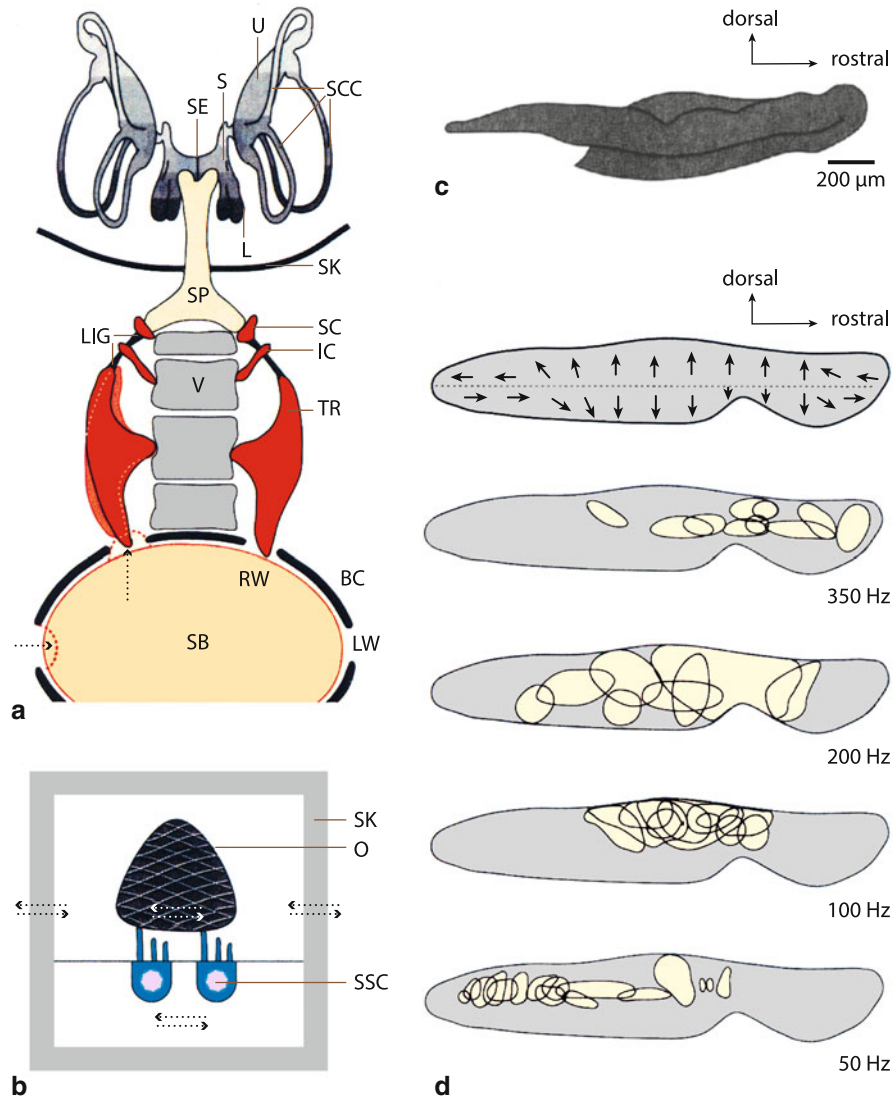 U
S
SCC
SE
L
SK
SP
LIG
SC
IC
V
TR
RW
BC
SB
LW
a
SK
O
SSC
b
dorsal
rostral
c
200 µm
dorsal
rostral
350 Hz
200 Hz
100 Hz
50 Hz
d